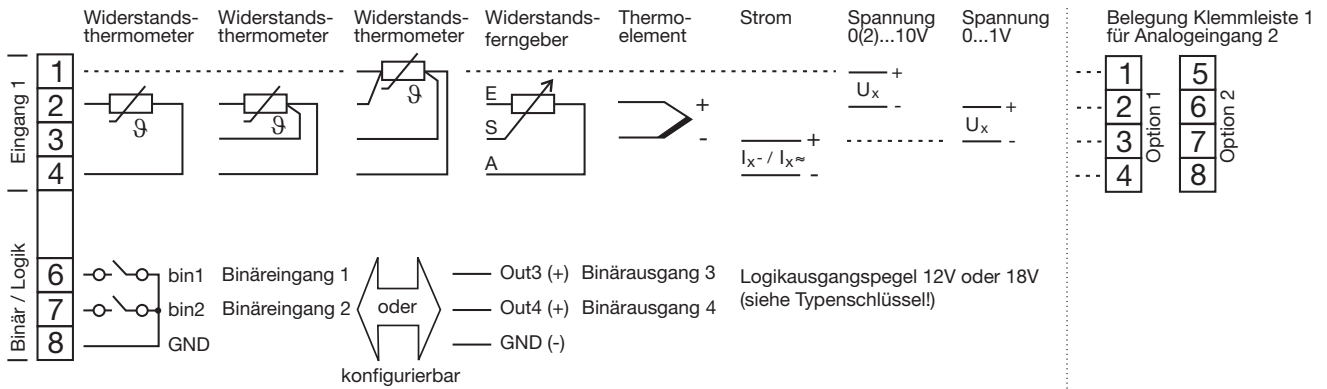 Widerstands-
thermometer
Widerstands-
thermometer
Widerstands-
thermometer
Widerstands-
ferngeber
Thermo-
element
Strom
Spannung
0(2)...10V
Spannung
0...1V
Belegung Klemmleiste 1
für Analogeingang 2
Eingang 1
1
2
3
4
ϑ
ϑ
ϑ
E
S
A
+
-
+
Ix- / Ix≈
-
+
Ux
-
+
Ux
-
1
2
3
4
Option 1
5
6
7
8
Option 2
Binär / Logik
6
7
8
bin1 Binäreingang 1
bin2 Binäreingang 2
GND
oder
konfigurierbar
Out3 (+) Binärausgang 3
Out4 (+) Binärausgang 4
GND (-)
Logikausgangspegel 12V oder 18V
(siehe Typenschlüssel!)